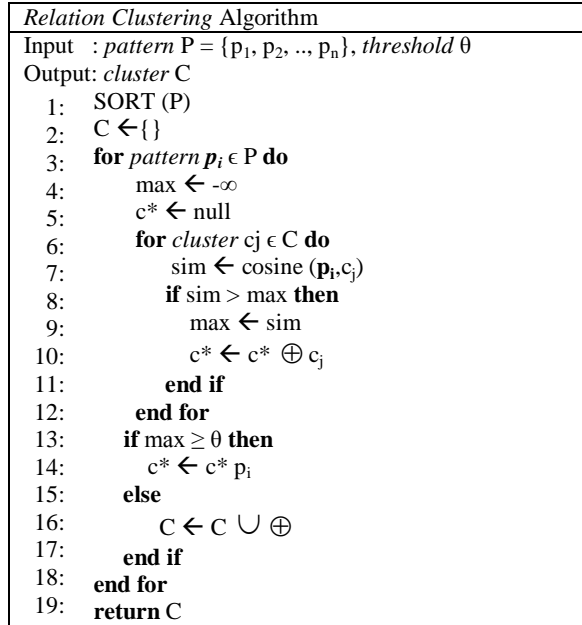 Relation Clustering Algorithm
Input : pattern P = {p₁, p₂, .., pₙ}, threshold θ
Output: cluster C
1: SORT (P)
2: C ← {}
3: for pattern pᵢ ϵ P do
4: max ← -∞
5: c* ← null
6: for cluster cj ϵ C do
7: sim ← cosine (pᵢ,cⱼ)
8: if sim > max then
9: max ← sim
10: c* ← c* ⊕ cⱼ
11: end if
12: end for
13: if max ≥ θ then
14: c* ← c* pᵢ
15: else
16: C ← C ∪ ⊕
17: end if
18: end for
19: return C